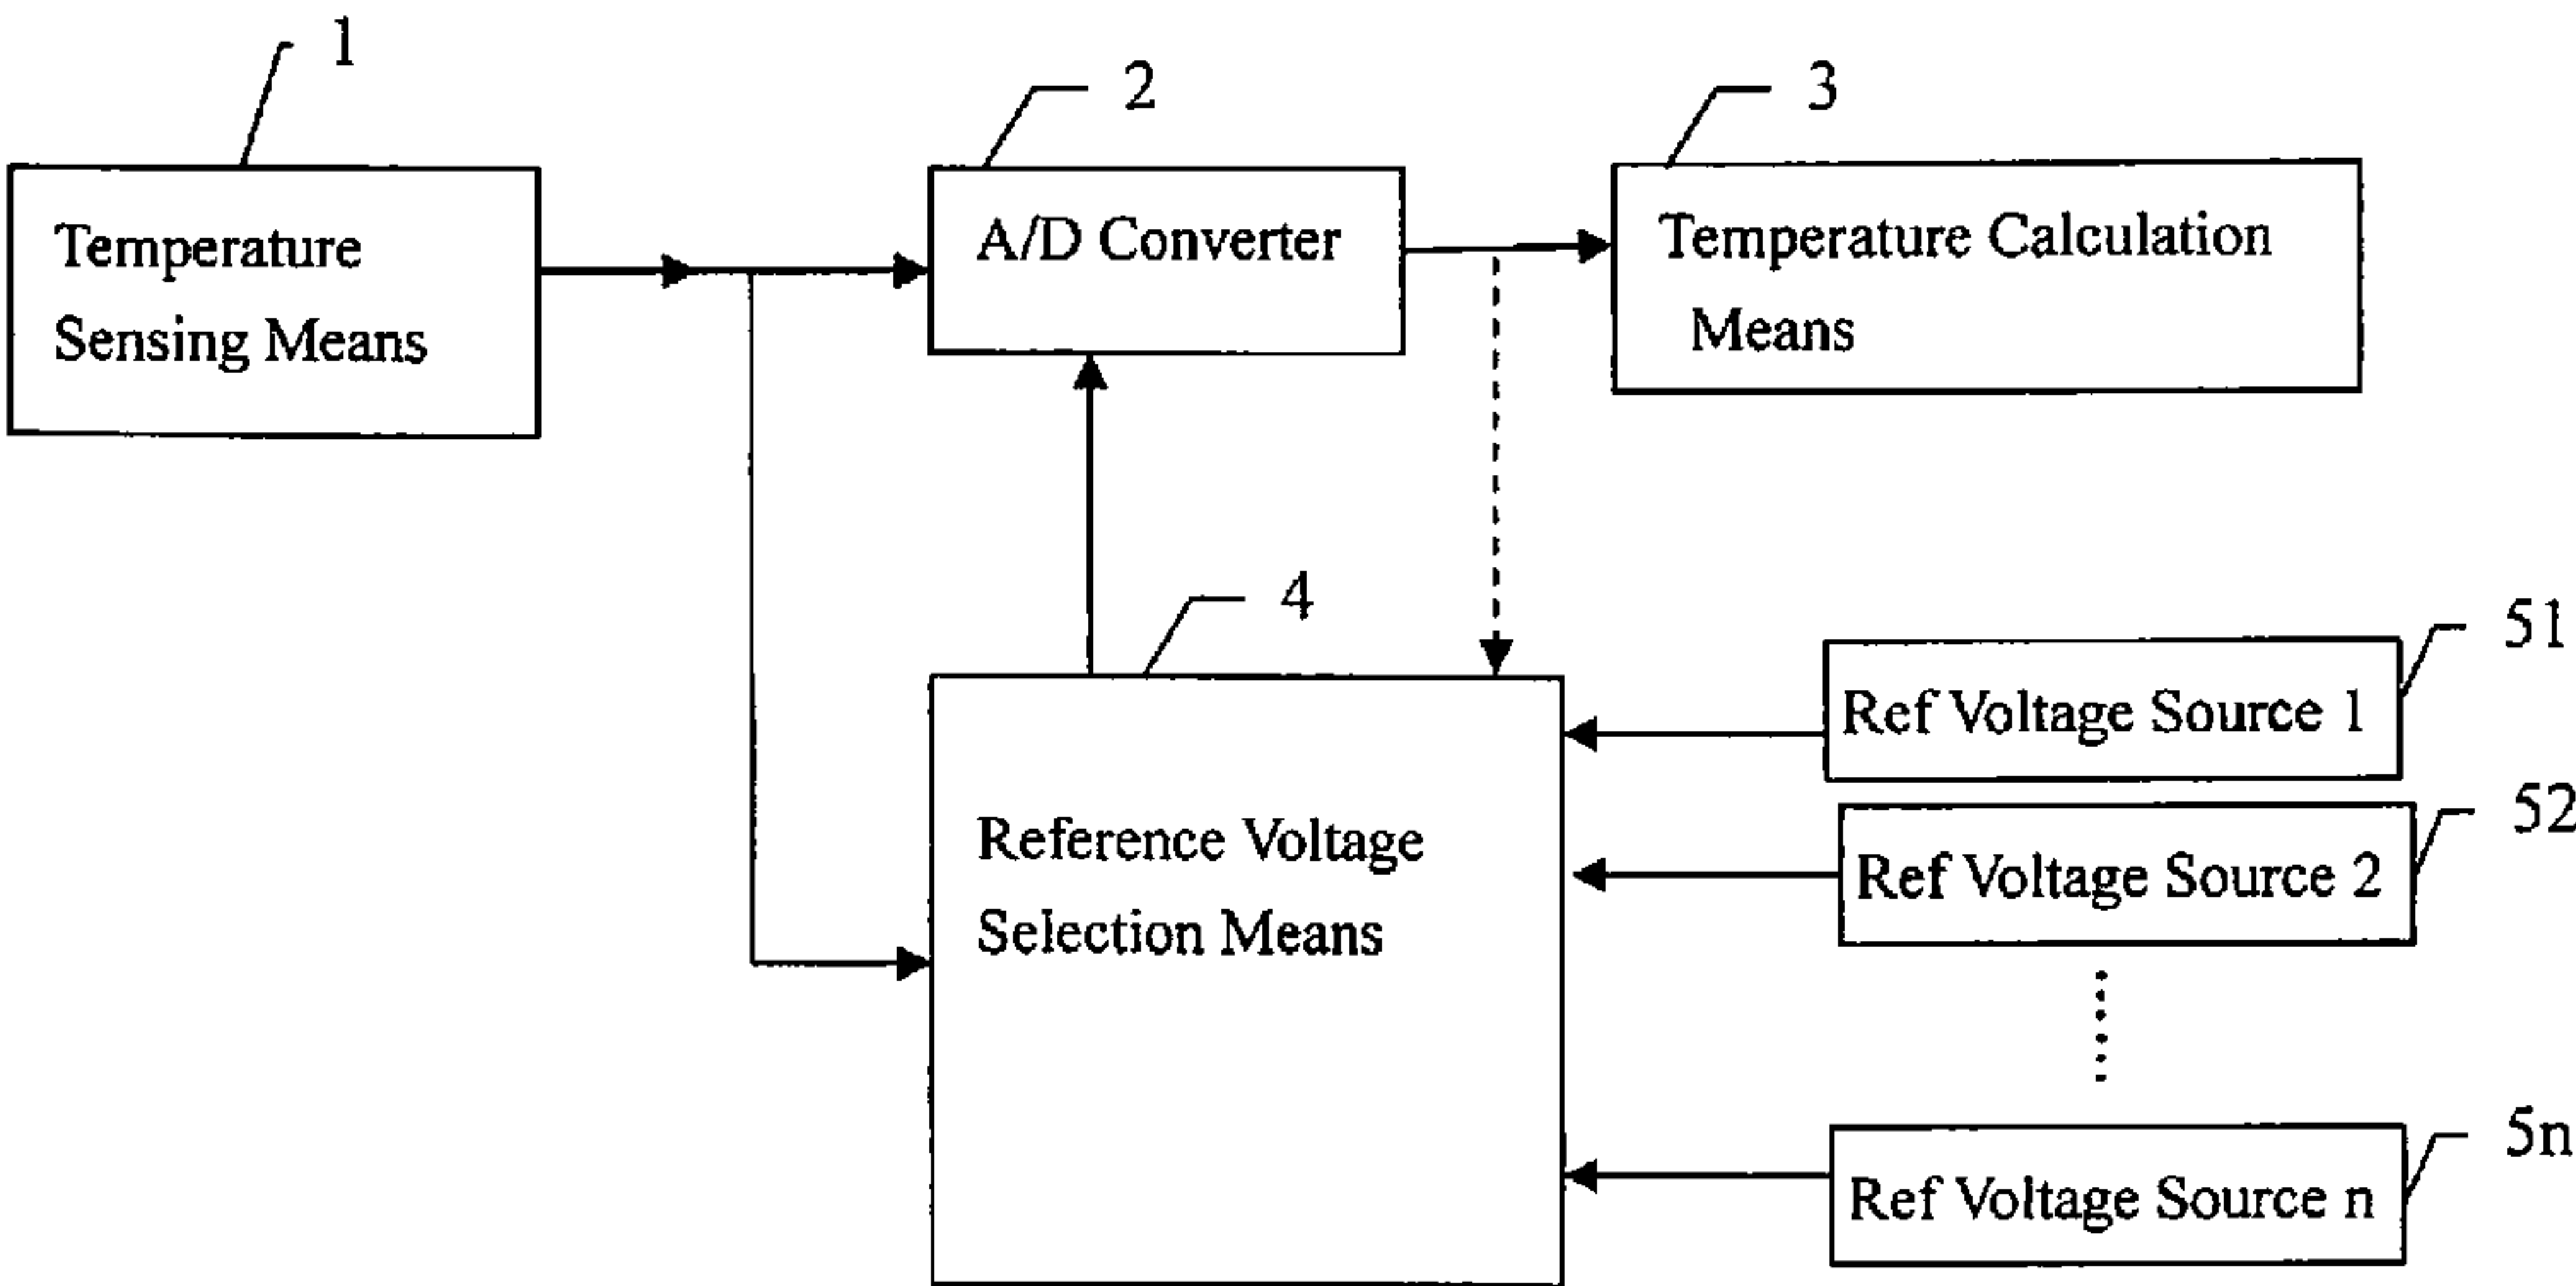 1
2
3
Temperature
Sensing Means
A/D Converter
Temperature Calculation
Means
4
51
Ref Voltage Source 1
52
Reference Voltage
Selection Means
Ref Voltage Source 2
5n
Ref Voltage Source n